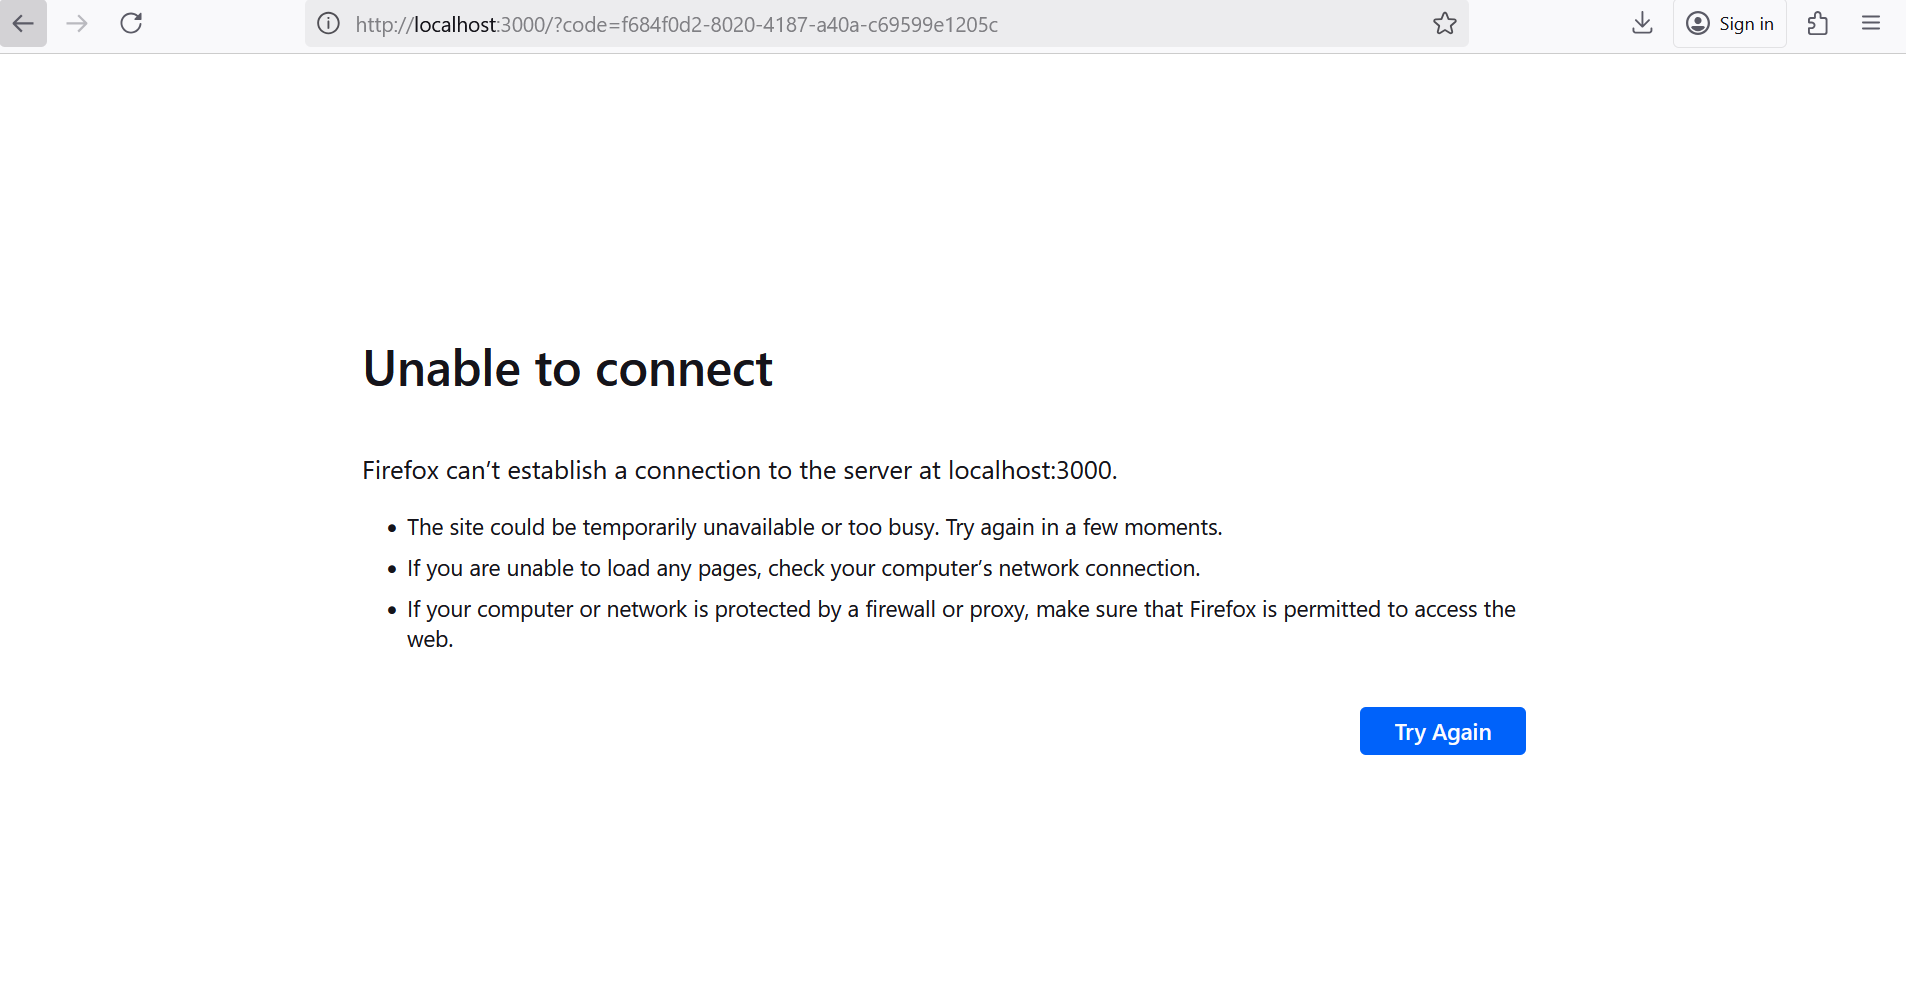 http://localhost:3000/?code=f684f0d2-8020-4187-a40a-c69599e1205c
Sign in
Unable to connect
Firefox can’t establish a connection to the server at localhost:3000.
• The site could be temporarily unavailable or too busy. Try again in a few moments.
• If you are unable to load any pages, check your computer’s network connection.
• If your computer or network is protected by a firewall or proxy, make sure that Firefox is permitted to access the
web.
Try Again